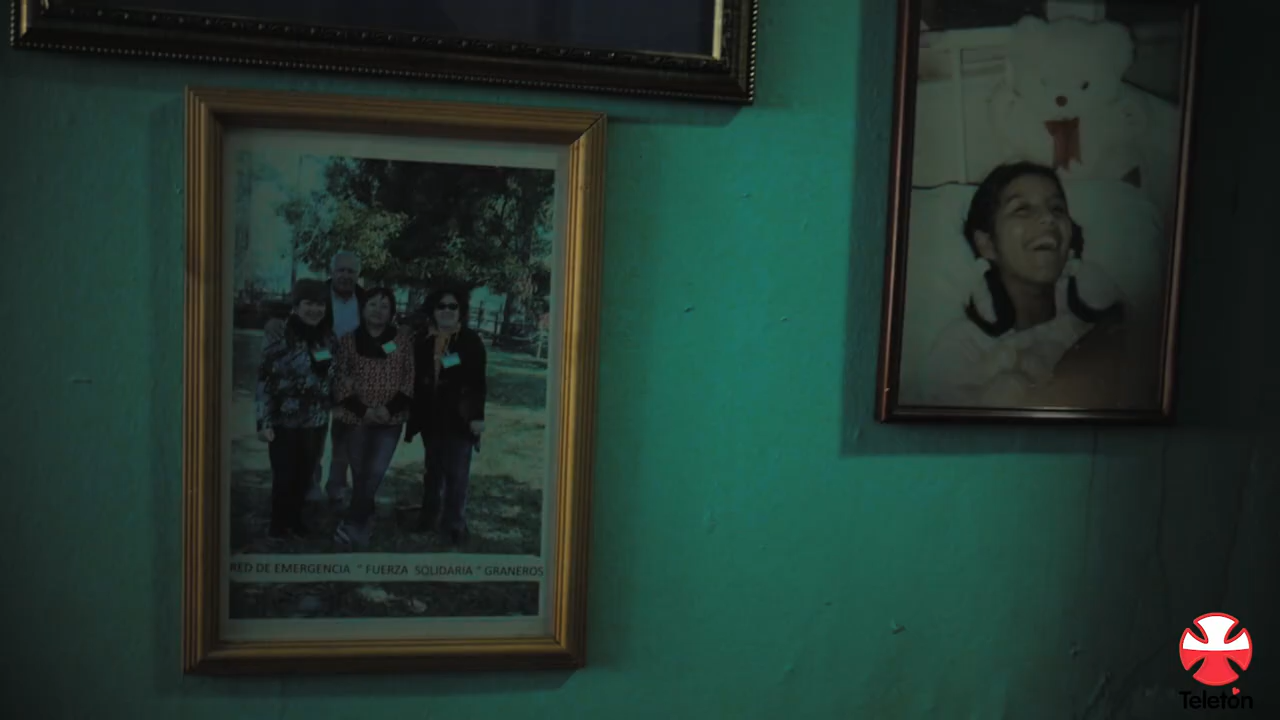 RED DE EMERGENCIA " FUERZA SOLIDARIA " GRANEROS
Teletón